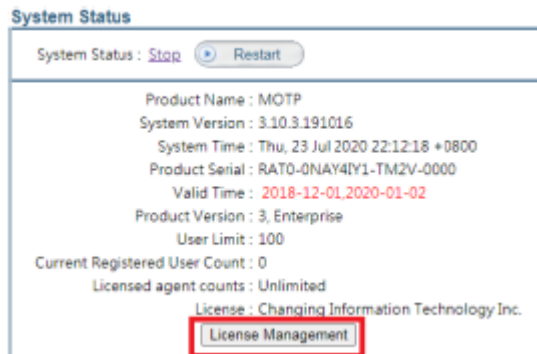 System Status
System Status : Stop Restart
Product Name : MOTP
System Version : 3.10.3.191016
System Time : Thu, 23 Jul 2020 22:12:18 +0800
Product Serial : RAT0-0NAY4IY1-TM2V-0000
Valid Time : 2018-12-01,2020-01-02
Product Version : 3, Enterprise
User Limit : 100
Current Registered User Count : 0
Licensed agent counts : Unlimited
License : Changing Information Technology Inc.
License Management